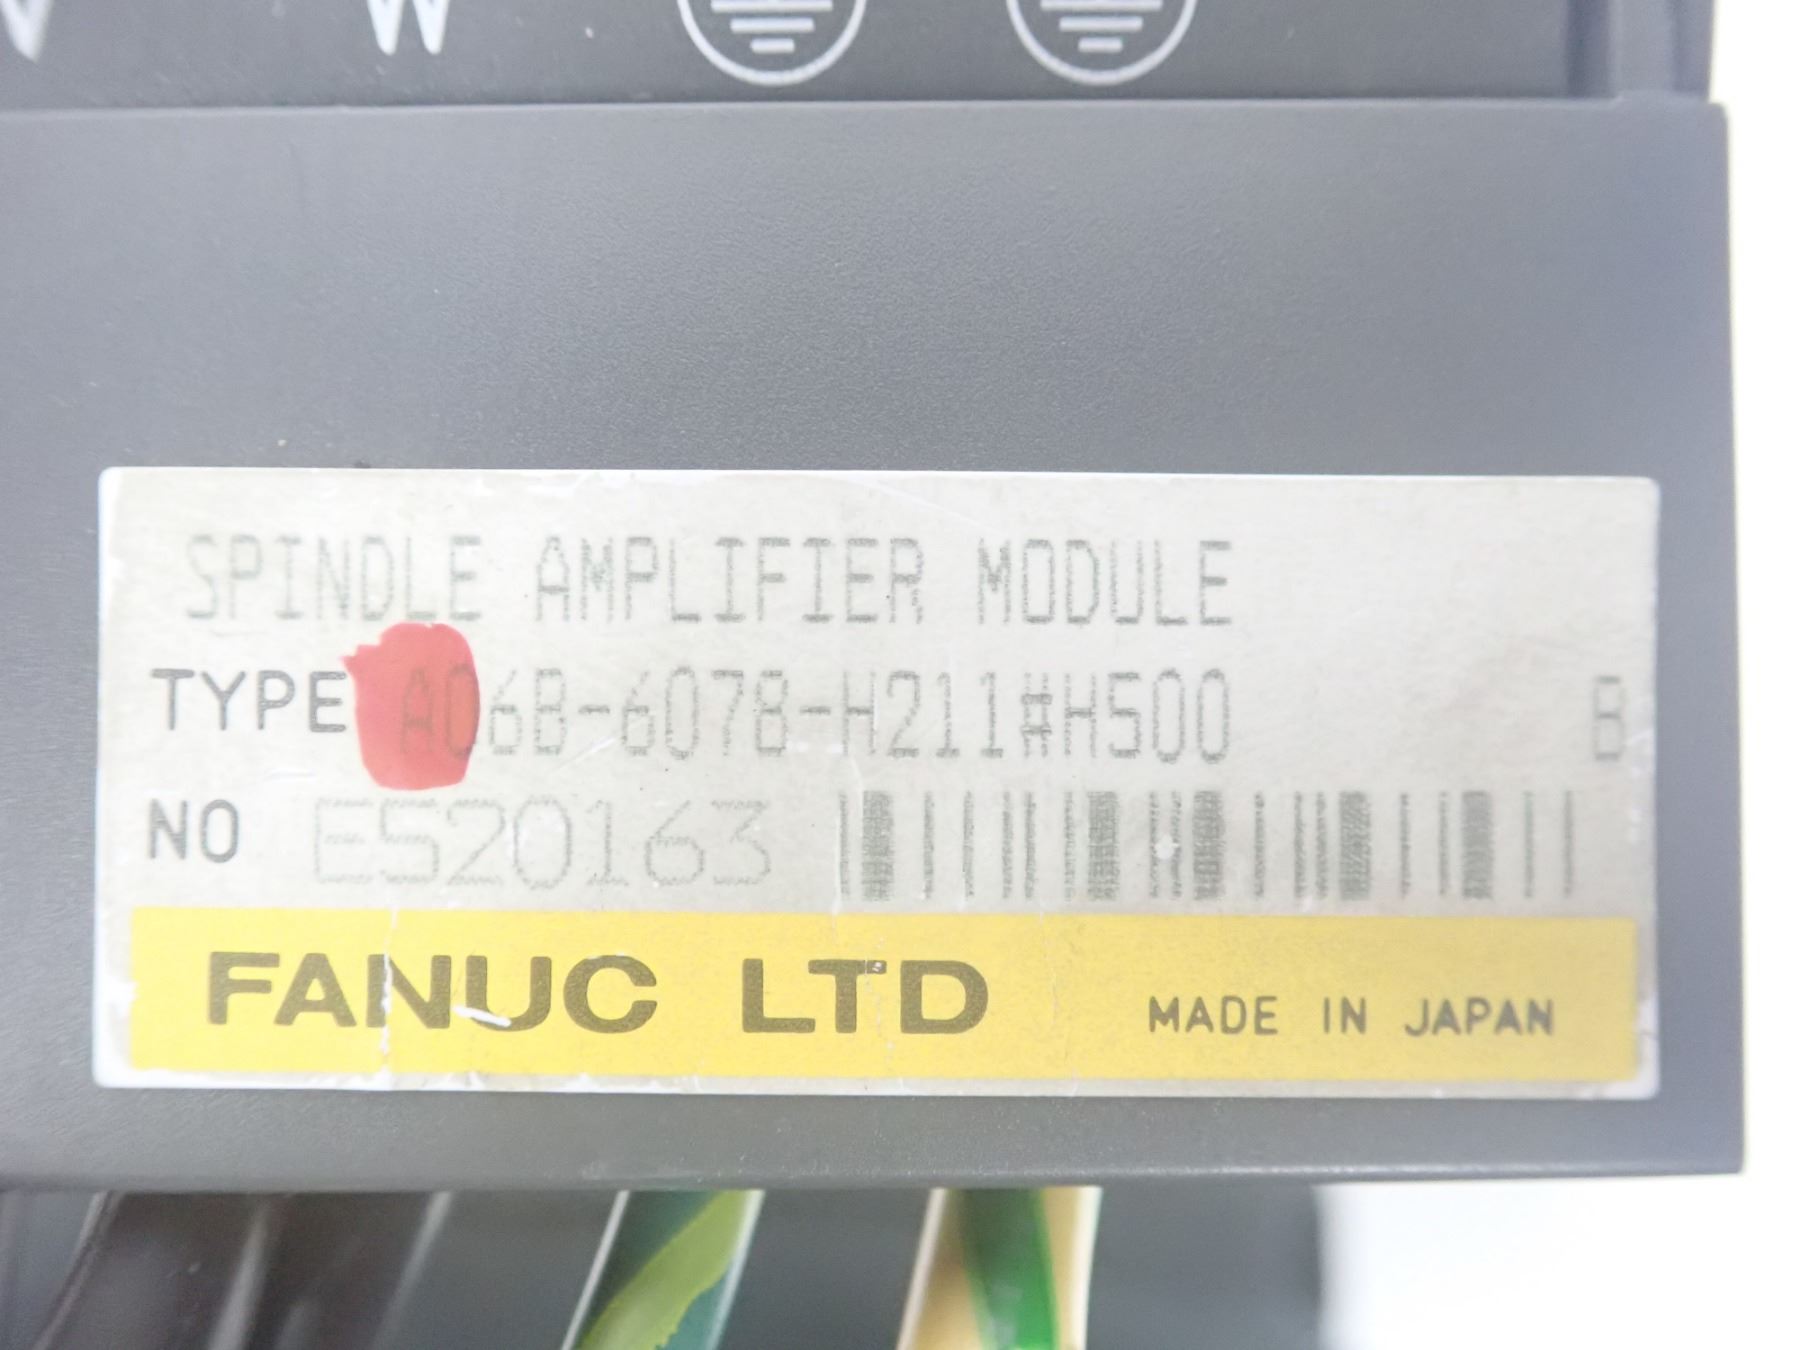 V W
SPINDLE AMPLIFIER MODULE
TYPE A06B-6078-H211#H500 B
NO E520163
FANUC LTD MADE IN JAPAN